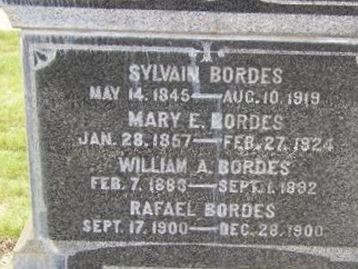 SYLVAIN BORDES
MAY 14. 1845 — AUG. 10. 1919
MARY E. BORDES
JAN. 28. 1857 — FEB. 27. 1924
WILLIAM A. BORDES
FEB. 7. 1883 — SEPT. 1. 1892
RAFAEL BORDES
SEPT. 17. 1900 — DEC. 28. 1900